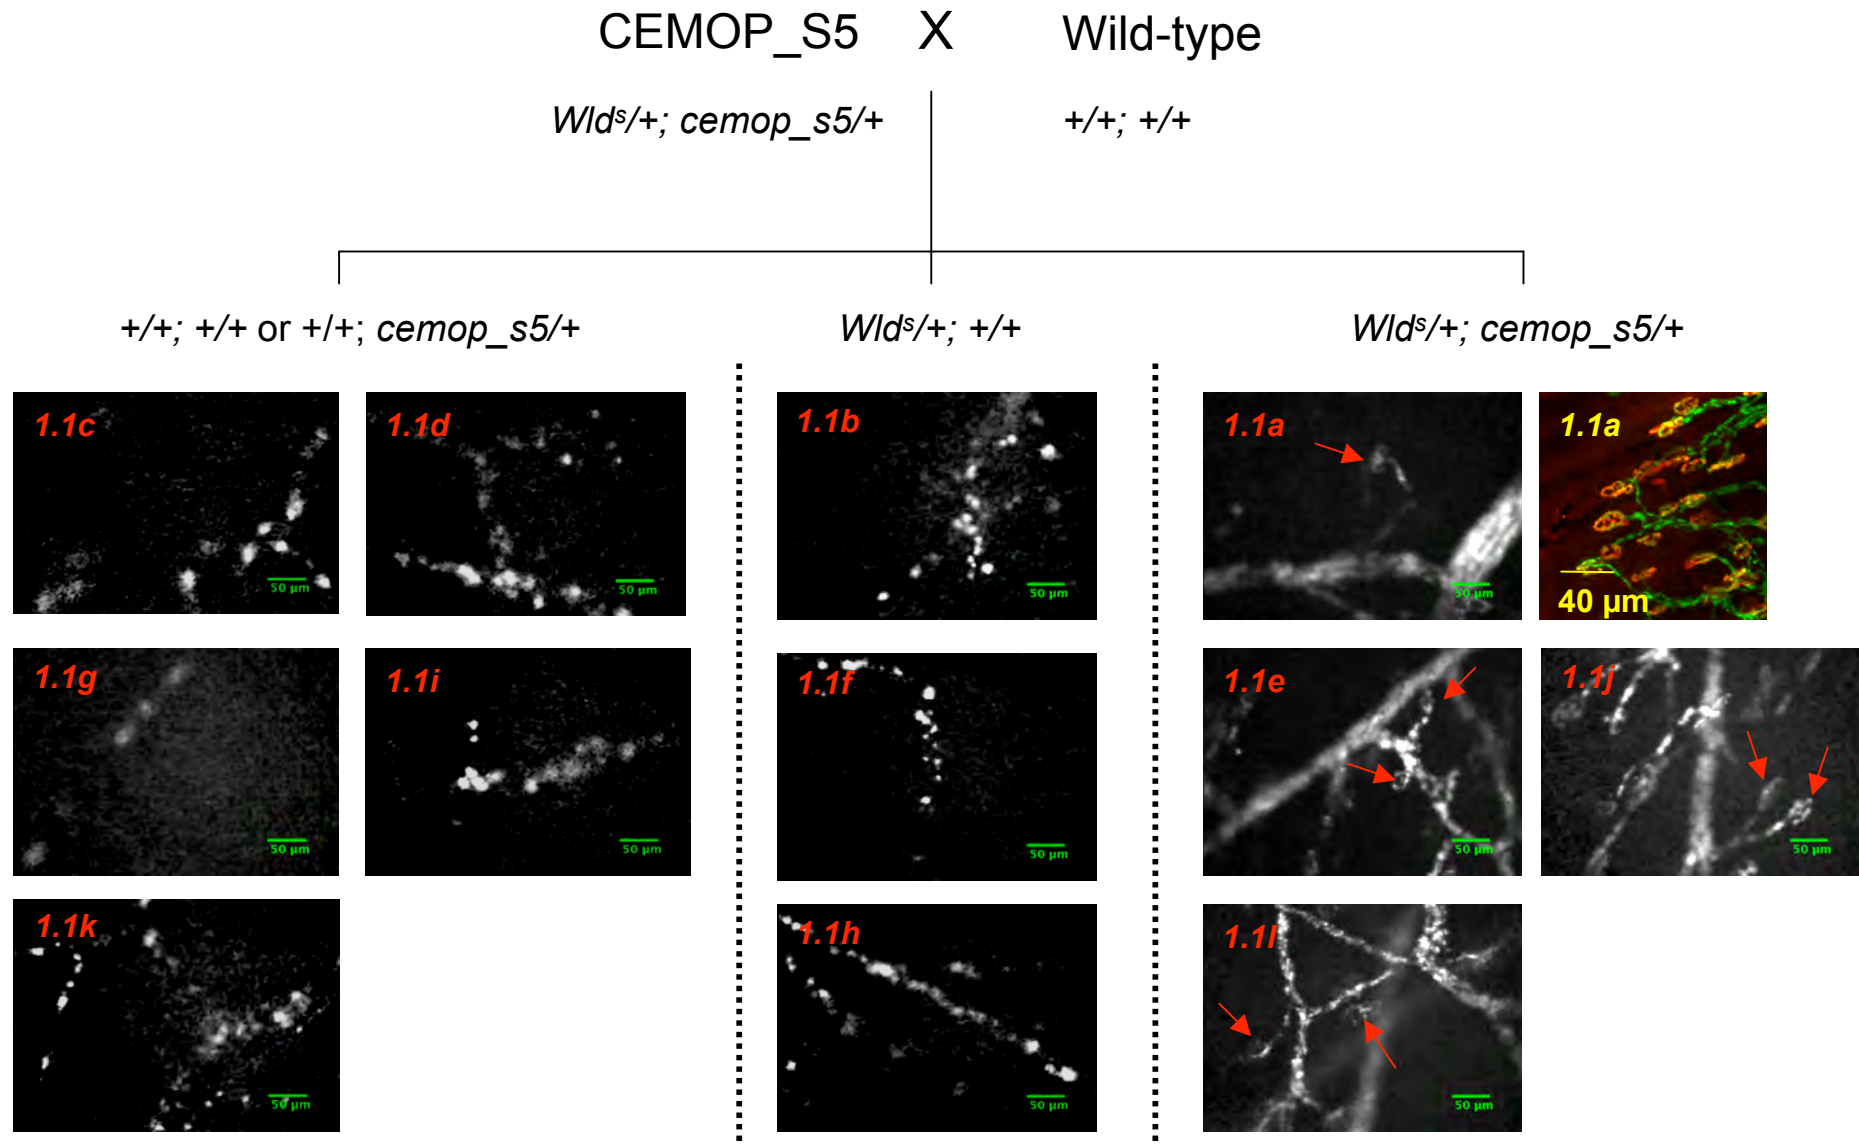 CEMOP_S5 X Wild-type
Wldˢ/+; cemop_s5/+ +/+; +/+
+/+; +/+ or +/+; cemop_s5/+ Wldˢ/+; +/+ Wldˢ/+; cemop_s5/+
1.1c 1.1d 1.1b 1.1a 1.1a
50 µm 50 µm 50 µm 50 µm 40 µm
1.1g 1.1i 1.1f 1.1e 1.1j
50 µm 50 µm 50 µm 50 µm 50 µm
1.1k 1.1h 1.1l
50 µm 50 µm 50 µm